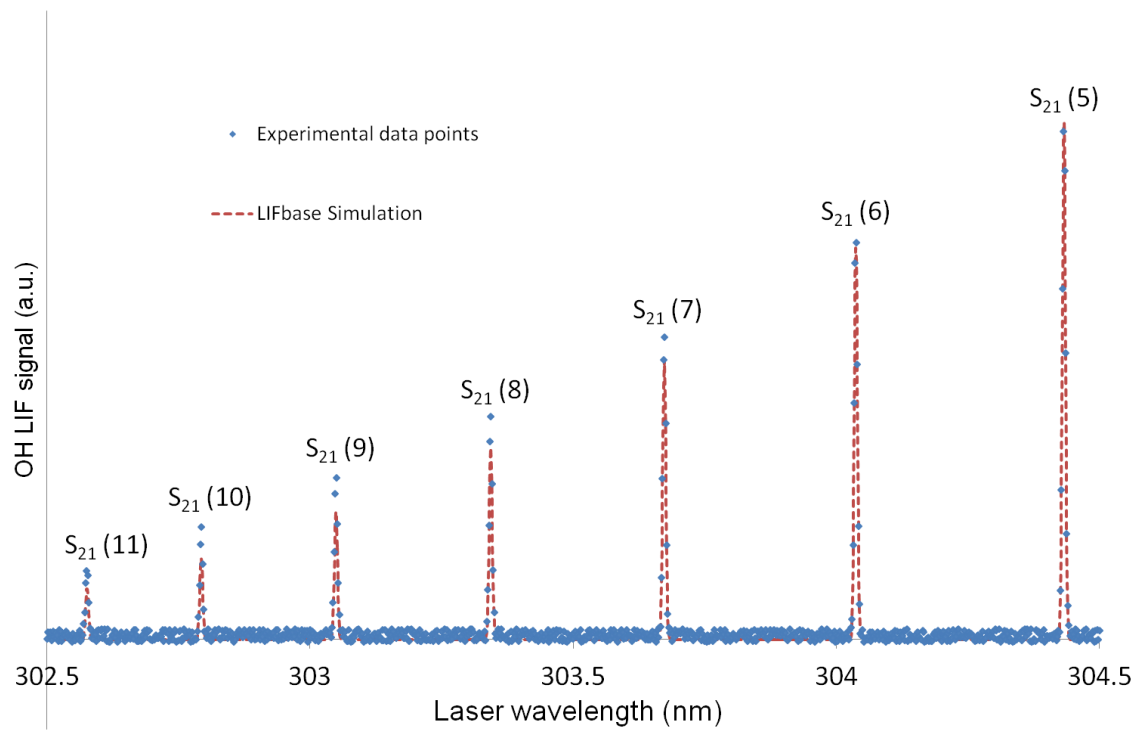 S21 (5)
Experimental data points
LIFbase Simulation
S21 (6)
S21 (7)
S21 (8)
S21 (9)
S21 (10)
S21 (11)
OH LIF signal (a.u.)
302.5 303 303.5 304 304.5
Laser wavelength (nm)